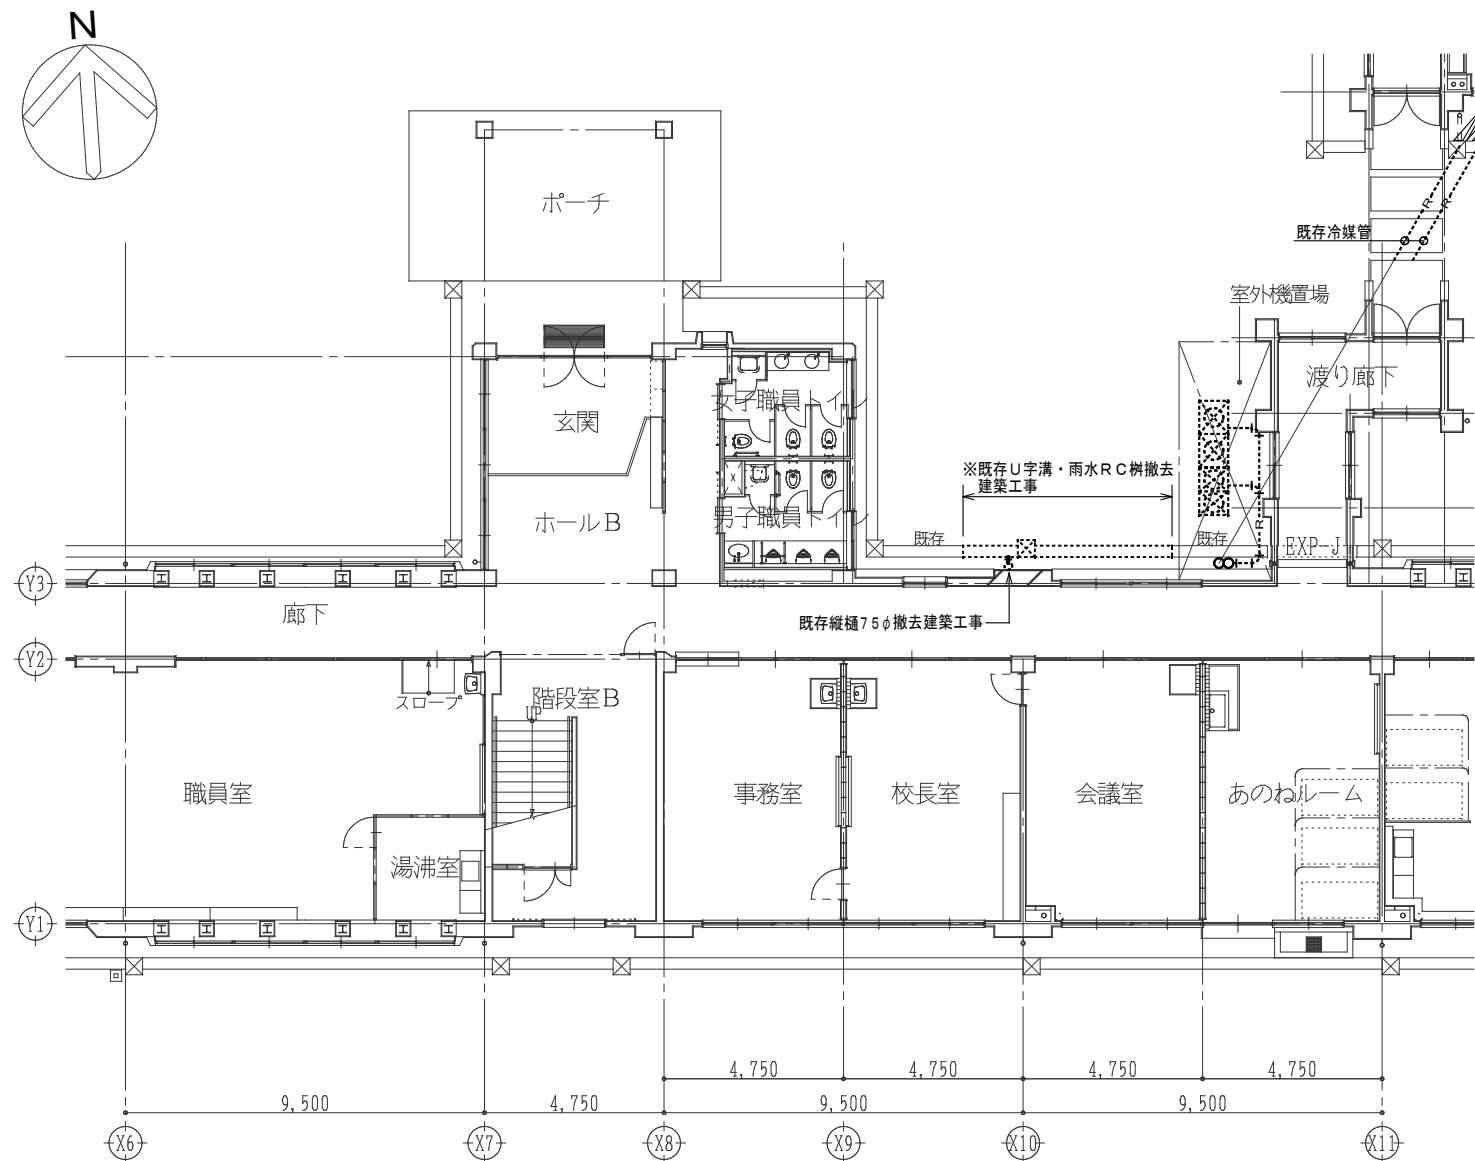 N
ポーチ
既存冷媒管
R
R
室外機置場
渡り廊下
女子職員トイレ
玄関
※既存U字溝・雨水RC桝撤去
建築工事
X
男子職員トイレ
ホールB
既存
既存
R
EXP-J
Y3
廊下
既存縦樋75φ撤去建築工事
Y2
スロープ
階段室B
UP
職員室
事務室
校長室
会議室
あのねルーム
湯沸室
Y1
4,750
4,750
4,750
4,750
9,500
4,750
9,500
9,500
X6
X7
X8
X9
X10
X11